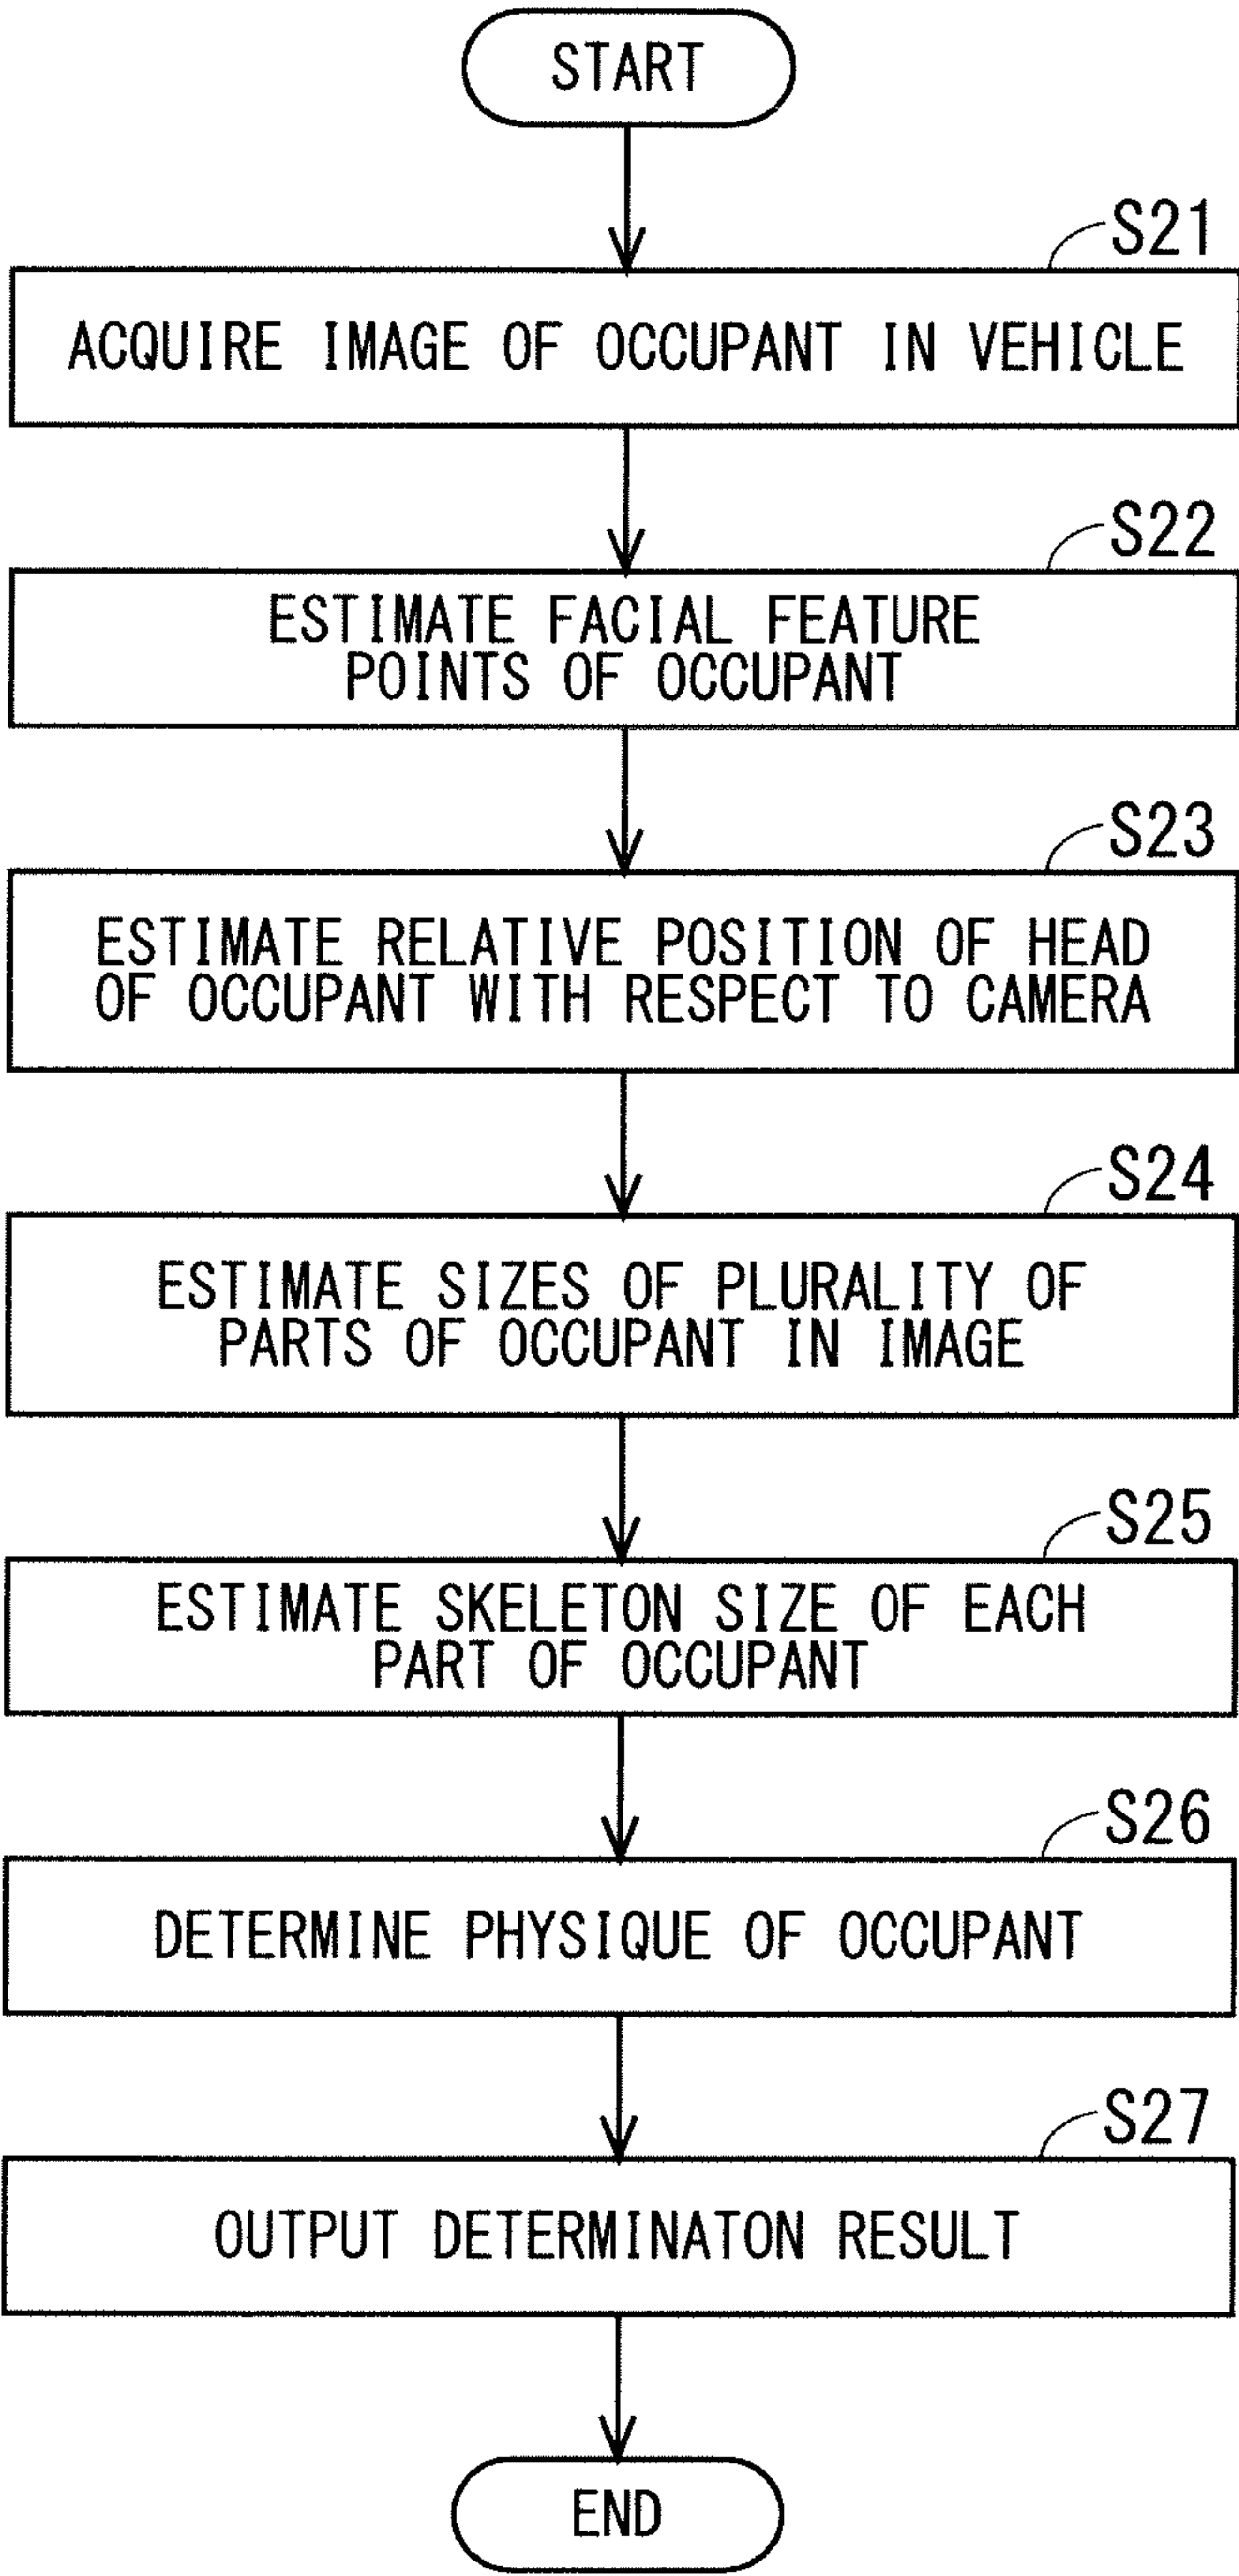 START
S21
ACQUIRE IMAGE OF OCCUPANT IN VEHICLE
S22
ESTIMATE FACIAL FEATURE
POINTS OF OCCUPANT
S23
ESTIMATE RELATIVE POSITION OF HEAD
OF OCCUPANT WITH RESPECT TO CAMERA
S24
ESTIMATE SIZES OF PLURALITY OF
PARTS OF OCCUPANT IN IMAGE
S25
ESTIMATE SKELETON SIZE OF EACH
PART OF OCCUPANT
S26
DETERMINE PHYSIQUE OF OCCUPANT
S27
OUTPUT DETERMINATON RESULT
END